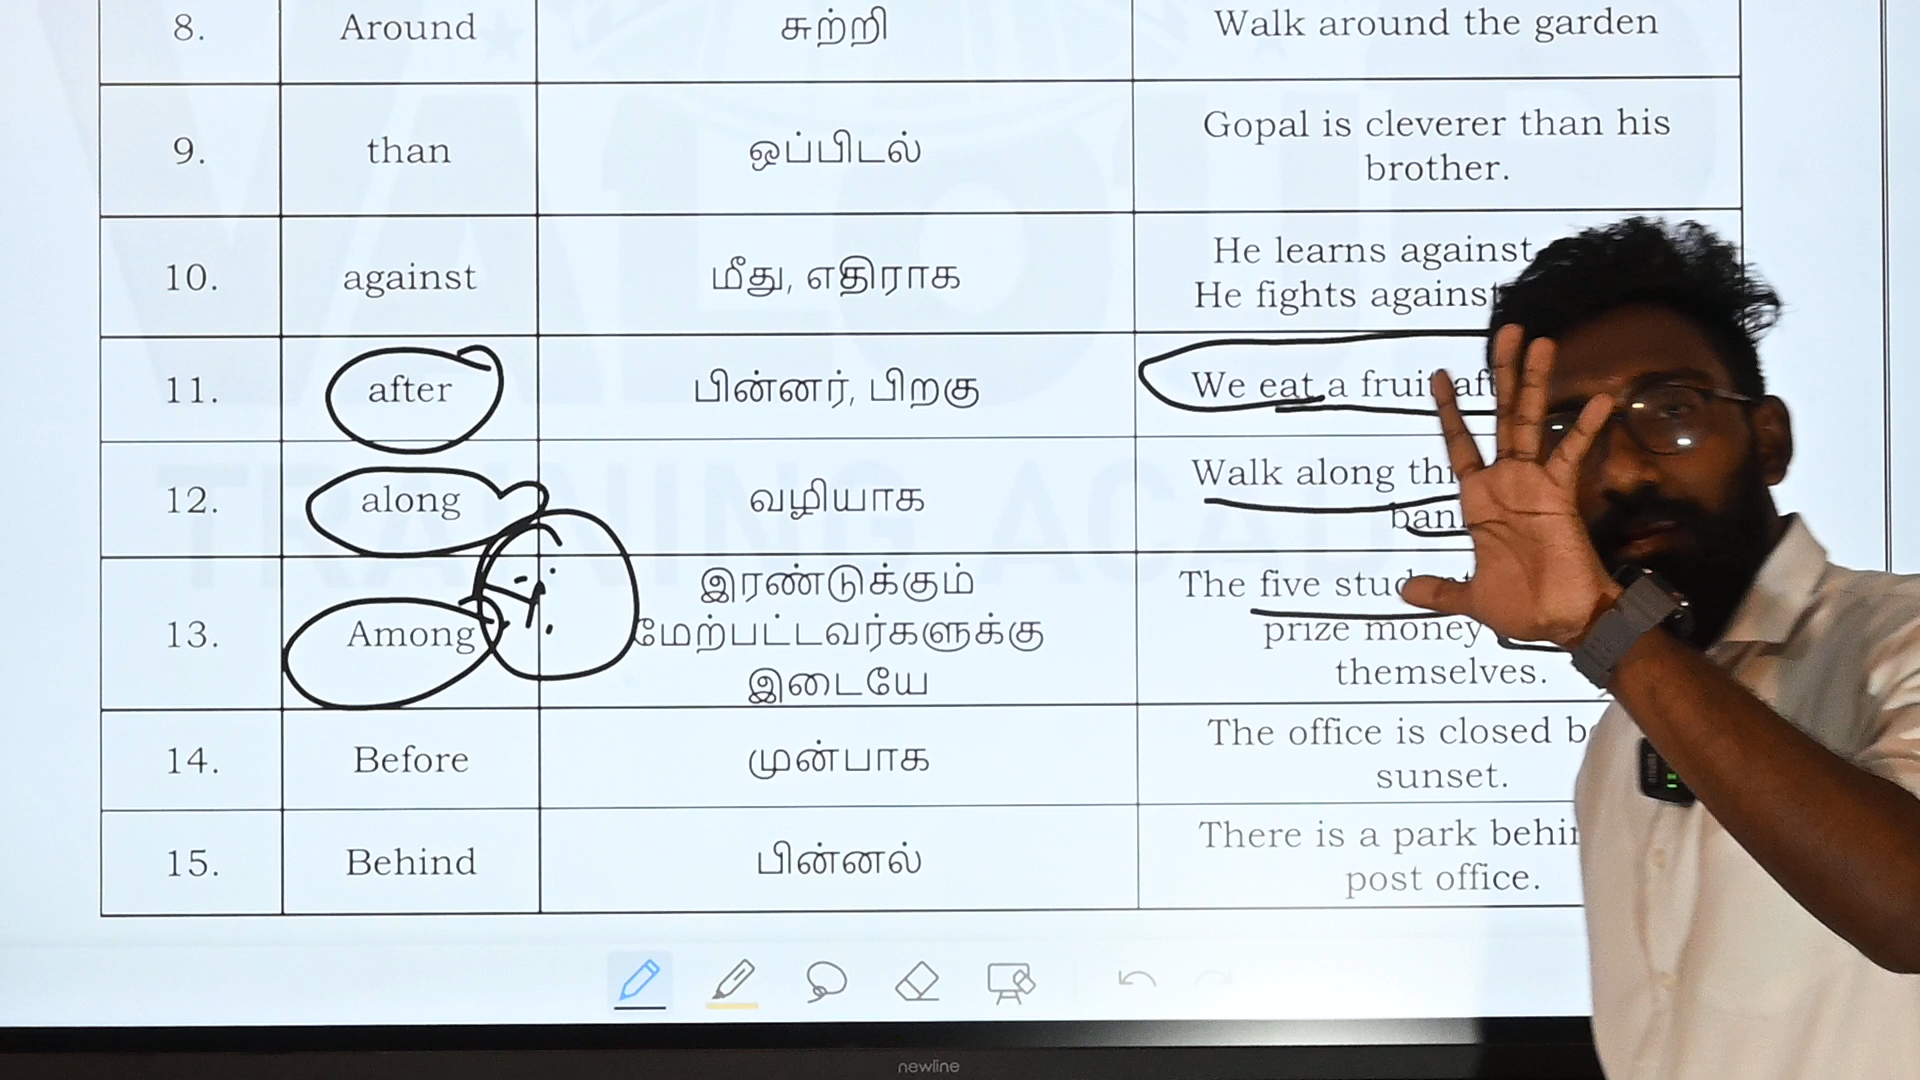 8. Around சுற்றி Walk around the garden
9. than ஒப்பிடல் Gopal is cleverer than his
brother.
10. against மீது, எதிராக He learns against
He fights against
11. after பின்னர், பிறகு We eat a fruit
12. along வழியாக Walk along
13. Among இரண்டுக்கும் The five
மேற்பட்டவர்களுக்கு prize money
இடையே themselves.
14. Before முன்பாக The office is closed
sunset.
15. Behind பின்னல் There is a park
post office.
newline